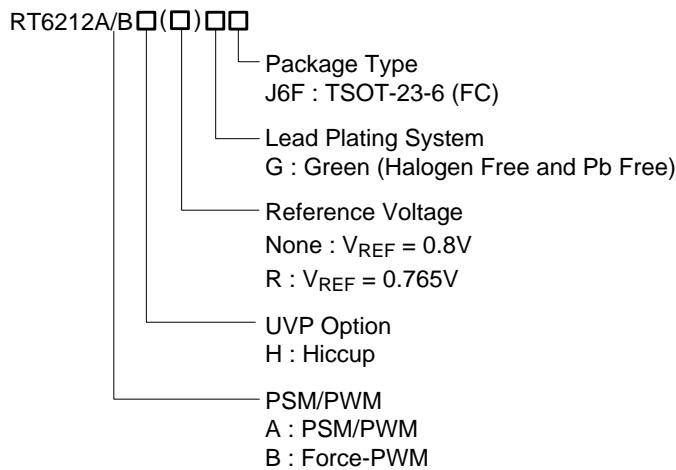 RT6212A/B□(□)□□
Package Type
J6F : TSOT-23-6 (FC)
Lead Plating System
G : Green (Halogen Free and Pb Free)
Reference Voltage
None : VREF = 0.8V
R : VREF = 0.765V
UVP Option
H : Hiccup
PSM/PWM
A : PSM/PWM
B : Force-PWM